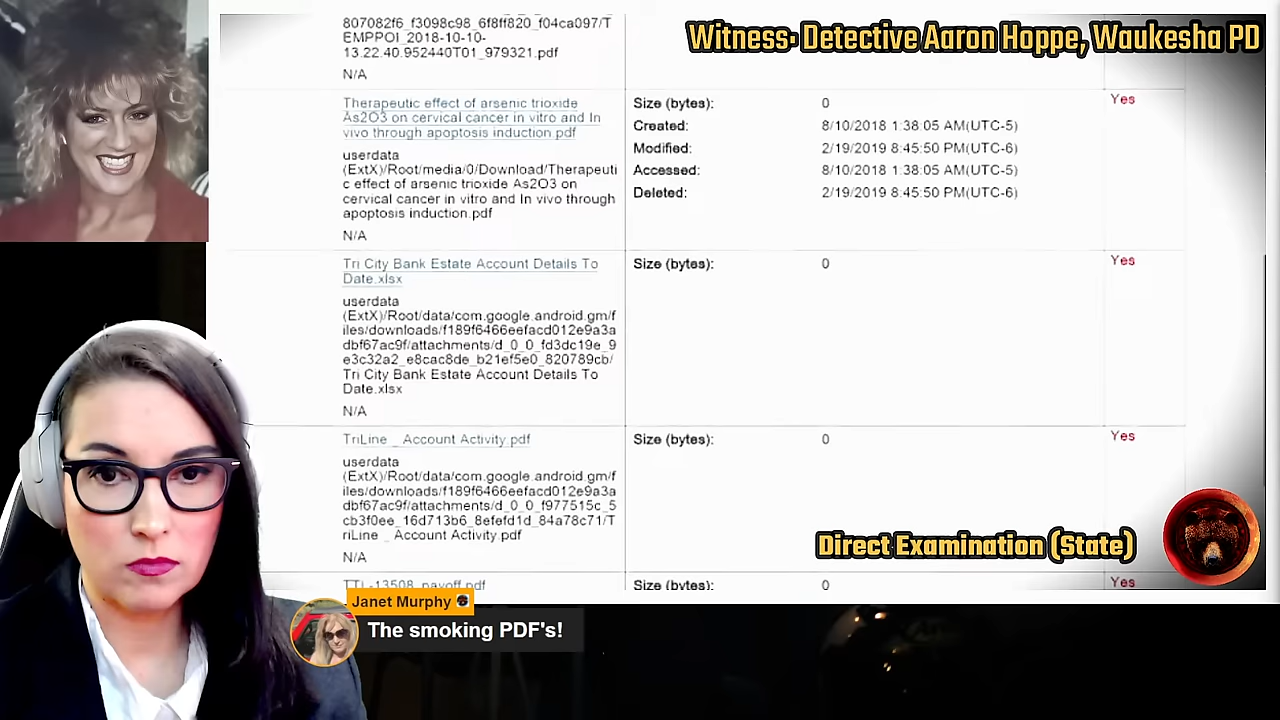 Witness: Detective Aaron Hoppe, Waukesha PD
807082f6_f3098c98_6f8ff820_f04ca097/T
EMPPOI_2018-10-10-
13.22.40.952440T01_979321.pdf
N/A
Therapeutic effect of arsenic trioxide
As2O3 on cervical cancer in vitro and In
vivo through apoptosis induction.pdf
userdata
(ExtX)/Root/media/0/Download/Therapeuti
c effect of arsenic trioxide As2O3 on
cervical cancer in vitro and In vivo through
apoptosis induction.pdf
N/A
Size (bytes): 0
Created: 8/10/2018 1:38:05 AM(UTC-5)
Modified: 2/19/2019 8:45:50 PM(UTC-6)
Accessed: 8/10/2018 1:38:05 AM(UTC-5)
Deleted: 2/19/2019 8:45:50 PM(UTC-6)
Yes
Tri City Bank Estate Account Details To
Date.xlsx
userdata
(ExtX)/Root/data/com.google.android.gm/f
iles/downloads/f189f6466eefacd012e9a3a
dbf67ac9f/attachments/d_0_0_fd3dc19e_9
e3c32a2_e8cac8de_b21ef5e0_820789cb/
Tri City Bank Estate Account Details To
Date.xlsx
N/A
Size (bytes): 0
Yes
TriLine _ Account Activity.pdf
userdata
(ExtX)/Root/data/com.google.android.gm/f
iles/downloads/f189f6466eefacd012e9a3a
dbf67ac9f/attachments/d_0_0_f977515c_5
cb3f0ee_16d713b6_8efefd1d_84a78c71/T
riLine _ Account Activity.pdf
N/A
Size (bytes): 0
Yes
Direct Examination (State)
TTL-13508_payoff.pdf
Size (bytes): 0
Yes
Janet Murphy
The smoking PDF's!